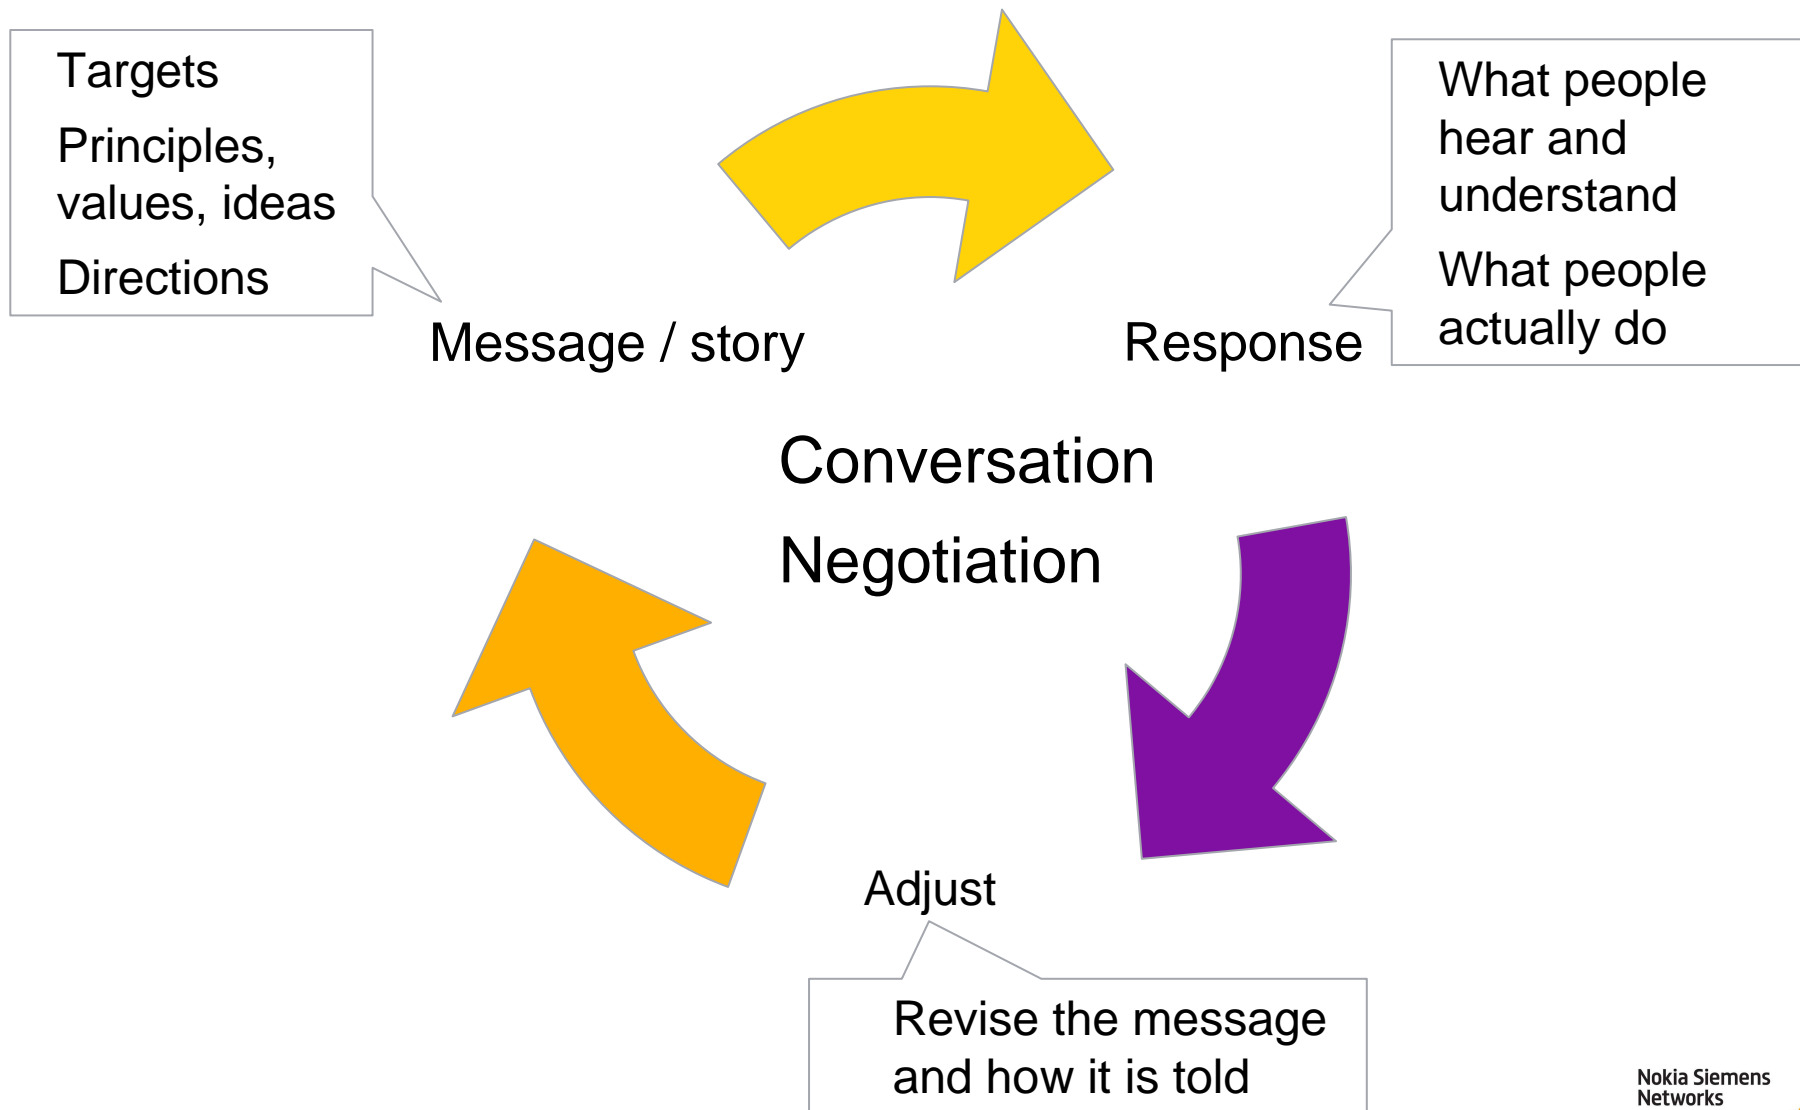 Targets
Principles,
values, ideas
Directions
What people
hear and
understand
What people
actually do
Message / story
Response
Conversation
Negotiation
Adjust
Revise the message
and how it is told
Nokia Siemens
Networks